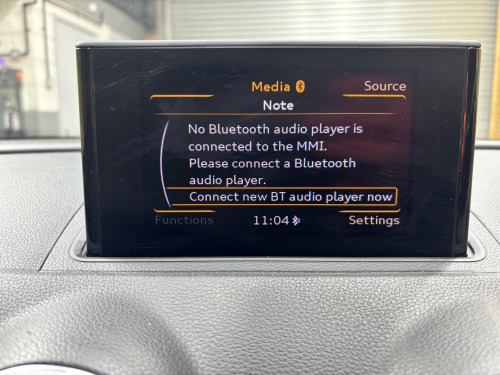 Media
Source
Note
No Bluetooth audio player is
connected to the MMI.
Please connect a Bluetooth
audio player.
Connect new BT audio player now
Functions
11:04
Settings